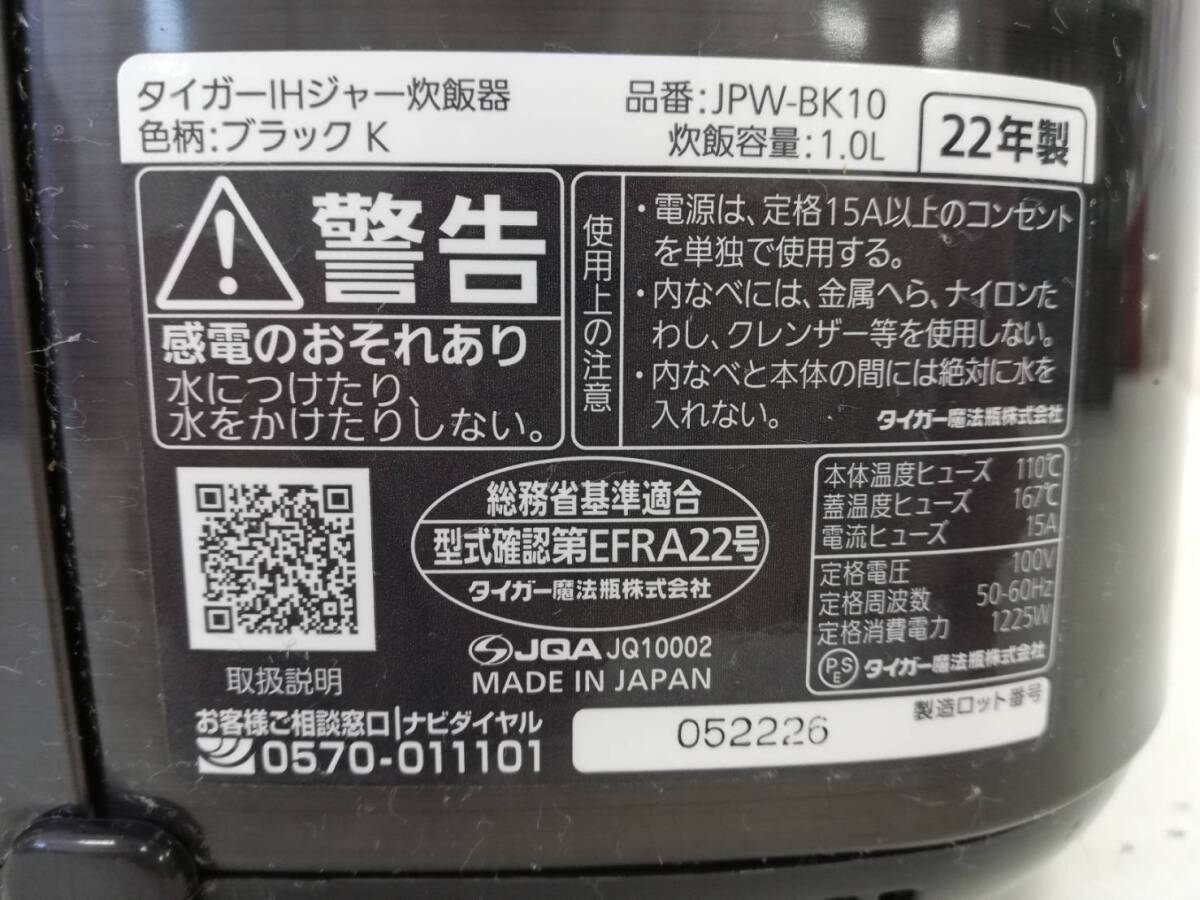 タイガーIHジャー炊飯器
色柄:ブラック K
品番:JPW-BK10
炊飯容量:1.0L
22年製
警告
感電のおそれあり
水につけたり、
水をかけたりしない。
使用上の注意
・電源は、定格15A以上のコンセント
を単独で使用する。
・内なべには、金属へら、ナイロンた
わし、クレンザー等を使用しない。
・内なべと本体の間には絶対に水を
入れない。
タイガー魔法瓶株式会社
取扱説明
総務省基準適合
型式確認第EFRA22号
タイガー魔法瓶株式会社
JQA JQ10002
MADE IN JAPAN
本体温度ヒューズ 110℃
蓋温度ヒューズ 167℃
電流ヒューズ 15A
定格電圧 100V
定格周波数 50-60Hz
定格消費電力 1225W
PSE タイガー魔法瓶株式会社
お客様ご相談窓口|ナビダイヤル
0570-011101
052226
製造ロット番号